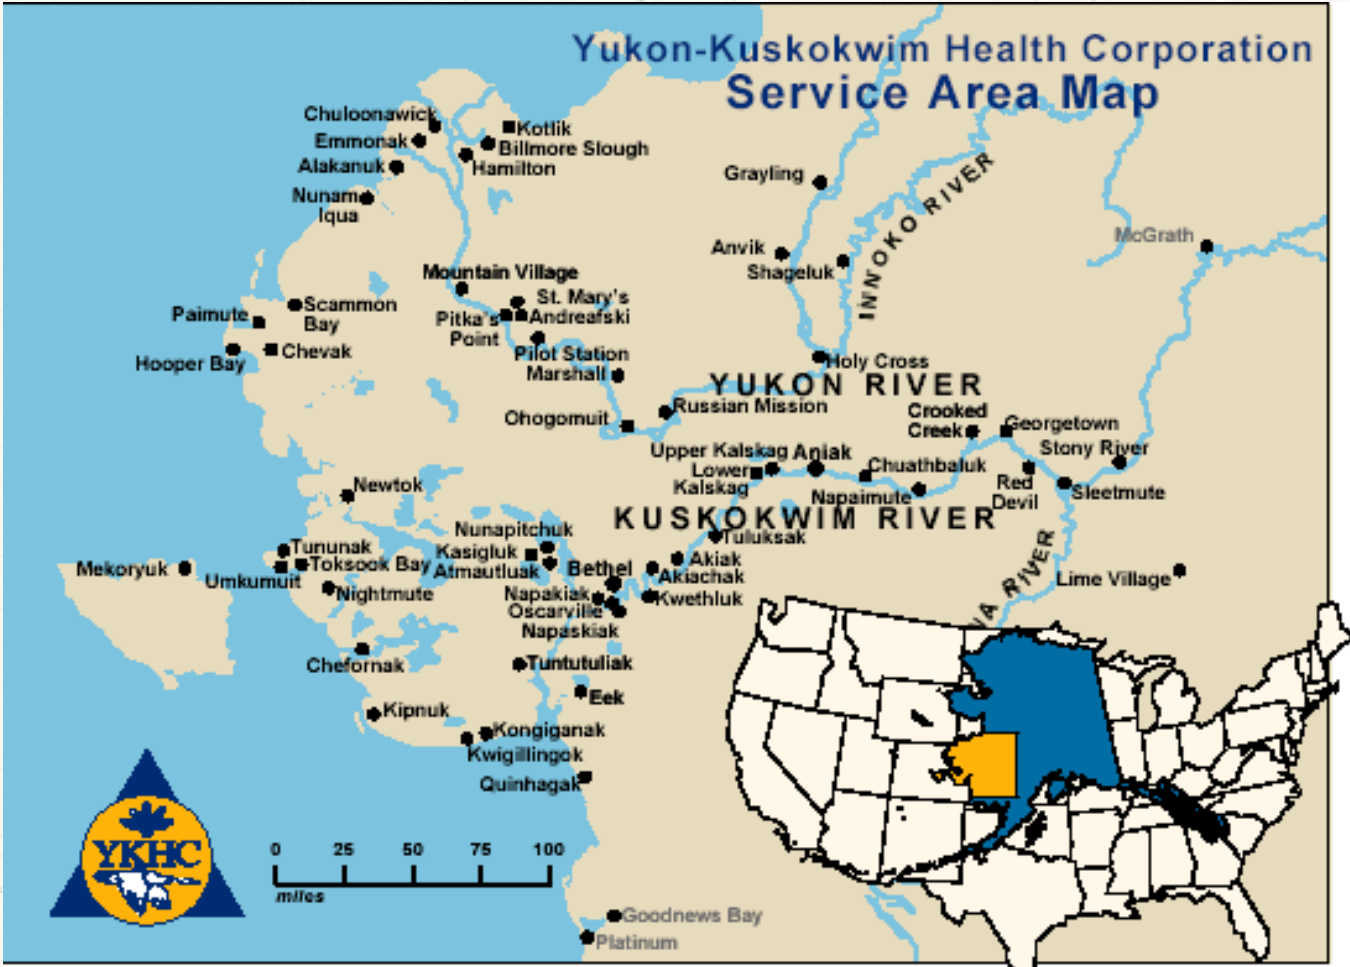 Yukon-Kuskokwim Health Corporation
Service Area Map
Chuloonawick
Kotlik
Emmonak
Billmore Slough
Alakanuk
Hamilton
Grayling
INNOKO RIVER
Nunam
Iqua
McGrath
Anvik
Shageluk
Mountain Village
Scammon
Bay
St. Mary's
Paimute
Pitka's
Point
Andreafski
Hooper Bay
Chevak
Pilot Station
Marshall
Holy Cross
YUKON RIVER
Russian Mission
Ohogomuit
Crooked
Creek
Georgetown
Stony River
Upper Kalskag
Aniak
Lower
Kalskag
Chuathbaluk
Napaimute
Red
Devil
Sleetmute
Newtok
KUSKOKWIM RIVER
Nunapitchuk
Tuluksak
Tununak
Kasigluk
Toksook Bay
Atmautluak
Akiak
Mekoryuk
Umkumuit
Bethel
Akiachak
Lime Village
NA RIVER
Nightmute
Napakiak
Kwethluk
Oscarville
Napaskiak
Chefornak
Tuntutuliak
Eek
Kipnuk
Kongiganak
Kwigillingok
Quinhagak
YKHC
0 25 50 75 100
miles
Goodnews Bay
Platinum